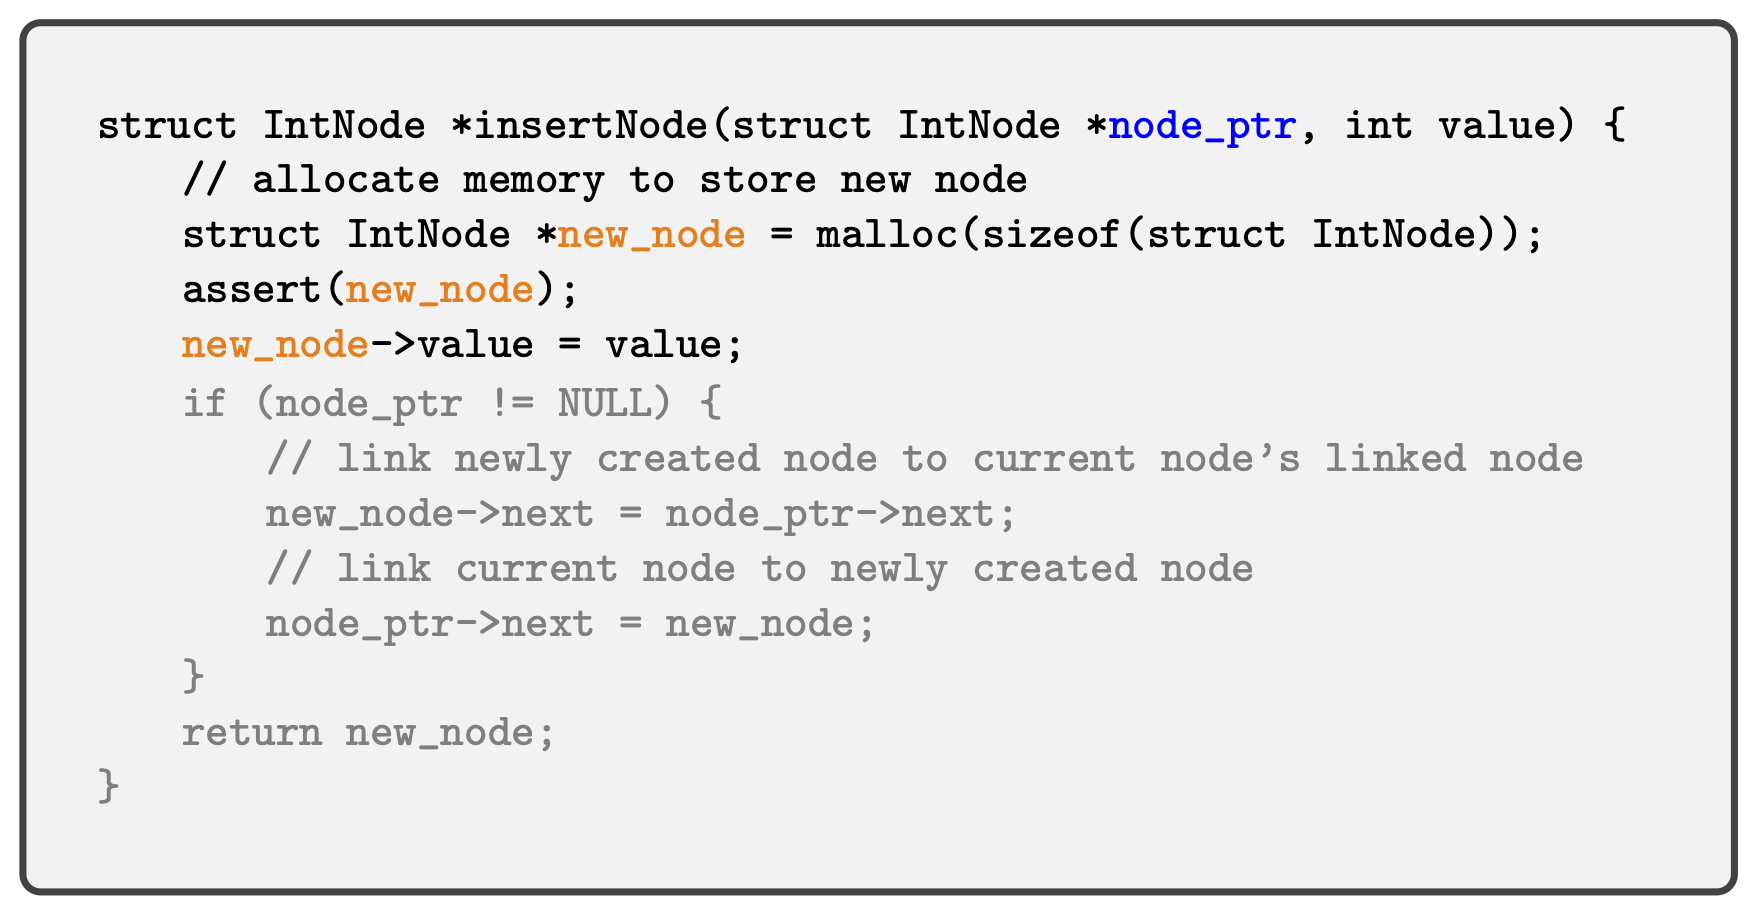 struct IntNode *insertNode(struct IntNode *node_ptr, int value) {
// allocate memory to store new node
struct IntNode *new_node = malloc(sizeof(struct IntNode));
assert(new_node);
new_node->value = value;
if (node_ptr != NULL) {
// link newly created node to current node’s linked node
new_node->next = node_ptr->next;
// link current node to newly created node
node_ptr->next = new_node;
}
return new_node;
}